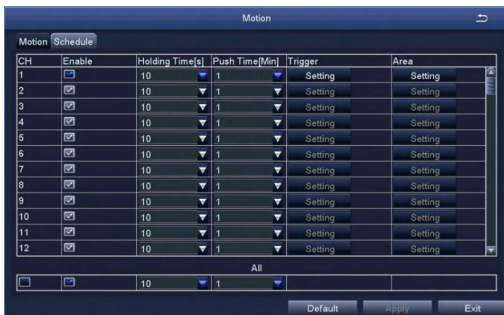 Motion
Motion Schedule
CH Enable Holding Time[s] Push Time[Min] Trigger Area
1 10 1 Setting Setting
2 10 1 Setting Setting
3 10 1 Setting Setting
4 10 1 Setting Setting
5 10 1 Setting Setting
6 10 1 Setting Setting
7 10 1 Setting Setting
8 10 1 Setting Setting
9 10 1 Setting Setting
10 10 1 Setting Setting
11 10 1 Setting Setting
12 10 1 Setting Setting
All
10 1
Default Apply Exit